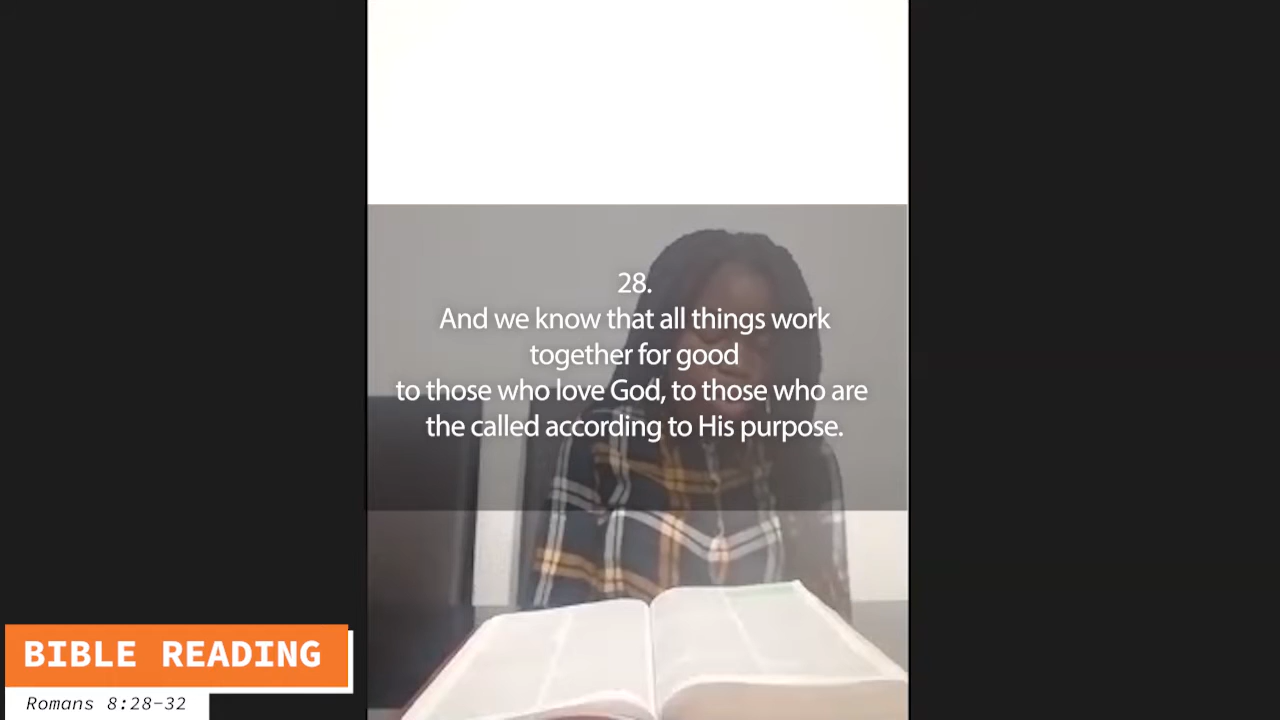 28.
And we know that all things work
together for good
to those who love God, to those who are
the called according to His purpose.
BIBLE READING
Romans 8:28-32